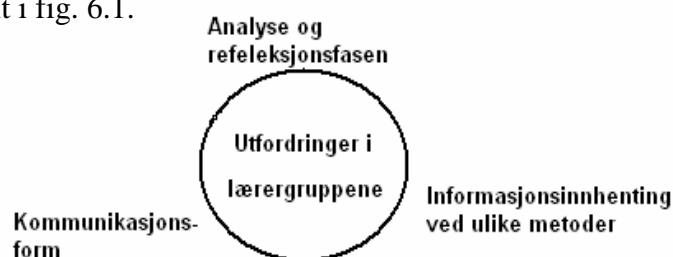 t i fig. 6.1.
Analyse og
refeleksjonsfasen
Utfordringer i
lærergruppene
Informasjonsinnhenting
ved ulike metoder
Kommunikasjons-
form